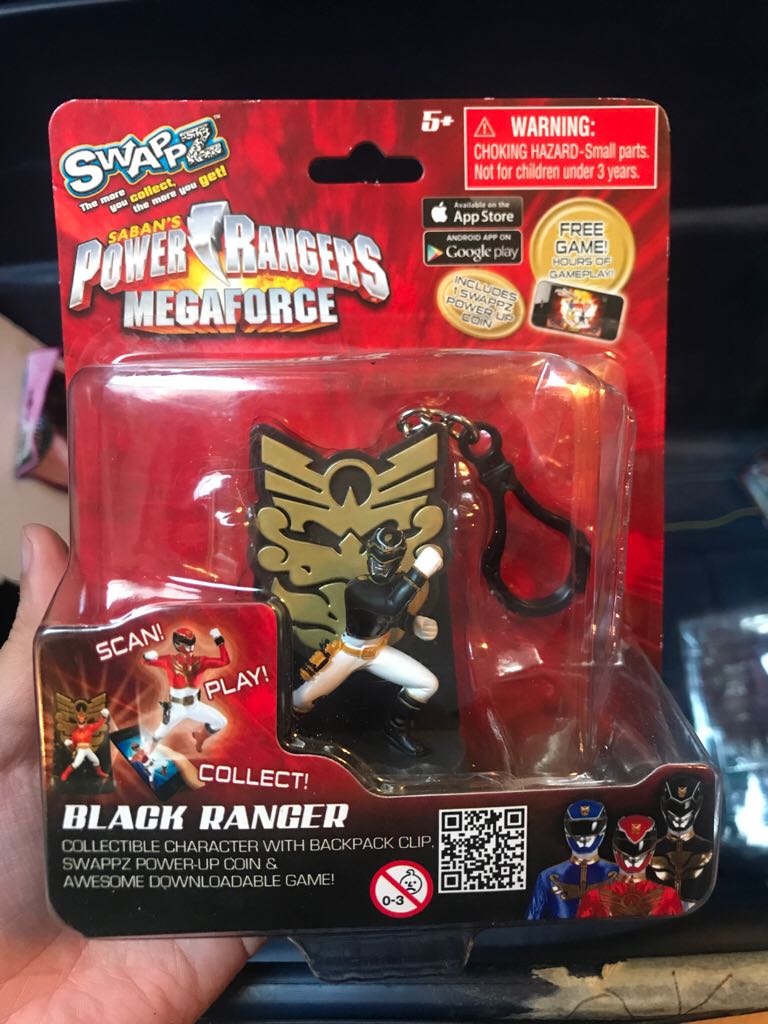 SWAPPZ™
The more you collect,
the more you get!
5+
⚠ WARNING:
CHOKING HAZARD-Small parts.
Not for children under 3 years.
Available on the
App Store
ANDROID APP ON
Google play
FREE
GAME!
HOURS OF
GAMEPLAY!
INCLUDES
1 SWAPPZ
POWER UP
COIN
SABAN'S
POWER RANGERS
MEGAFORCE
SCAN!
PLAY!
COLLECT!
BLACK RANGER
COLLECTIBLE CHARACTER WITH BACKPACK CLIP,
SWAPPZ POWER-UP COIN &
AWESOME DOWNLOADABLE GAME!
0-3